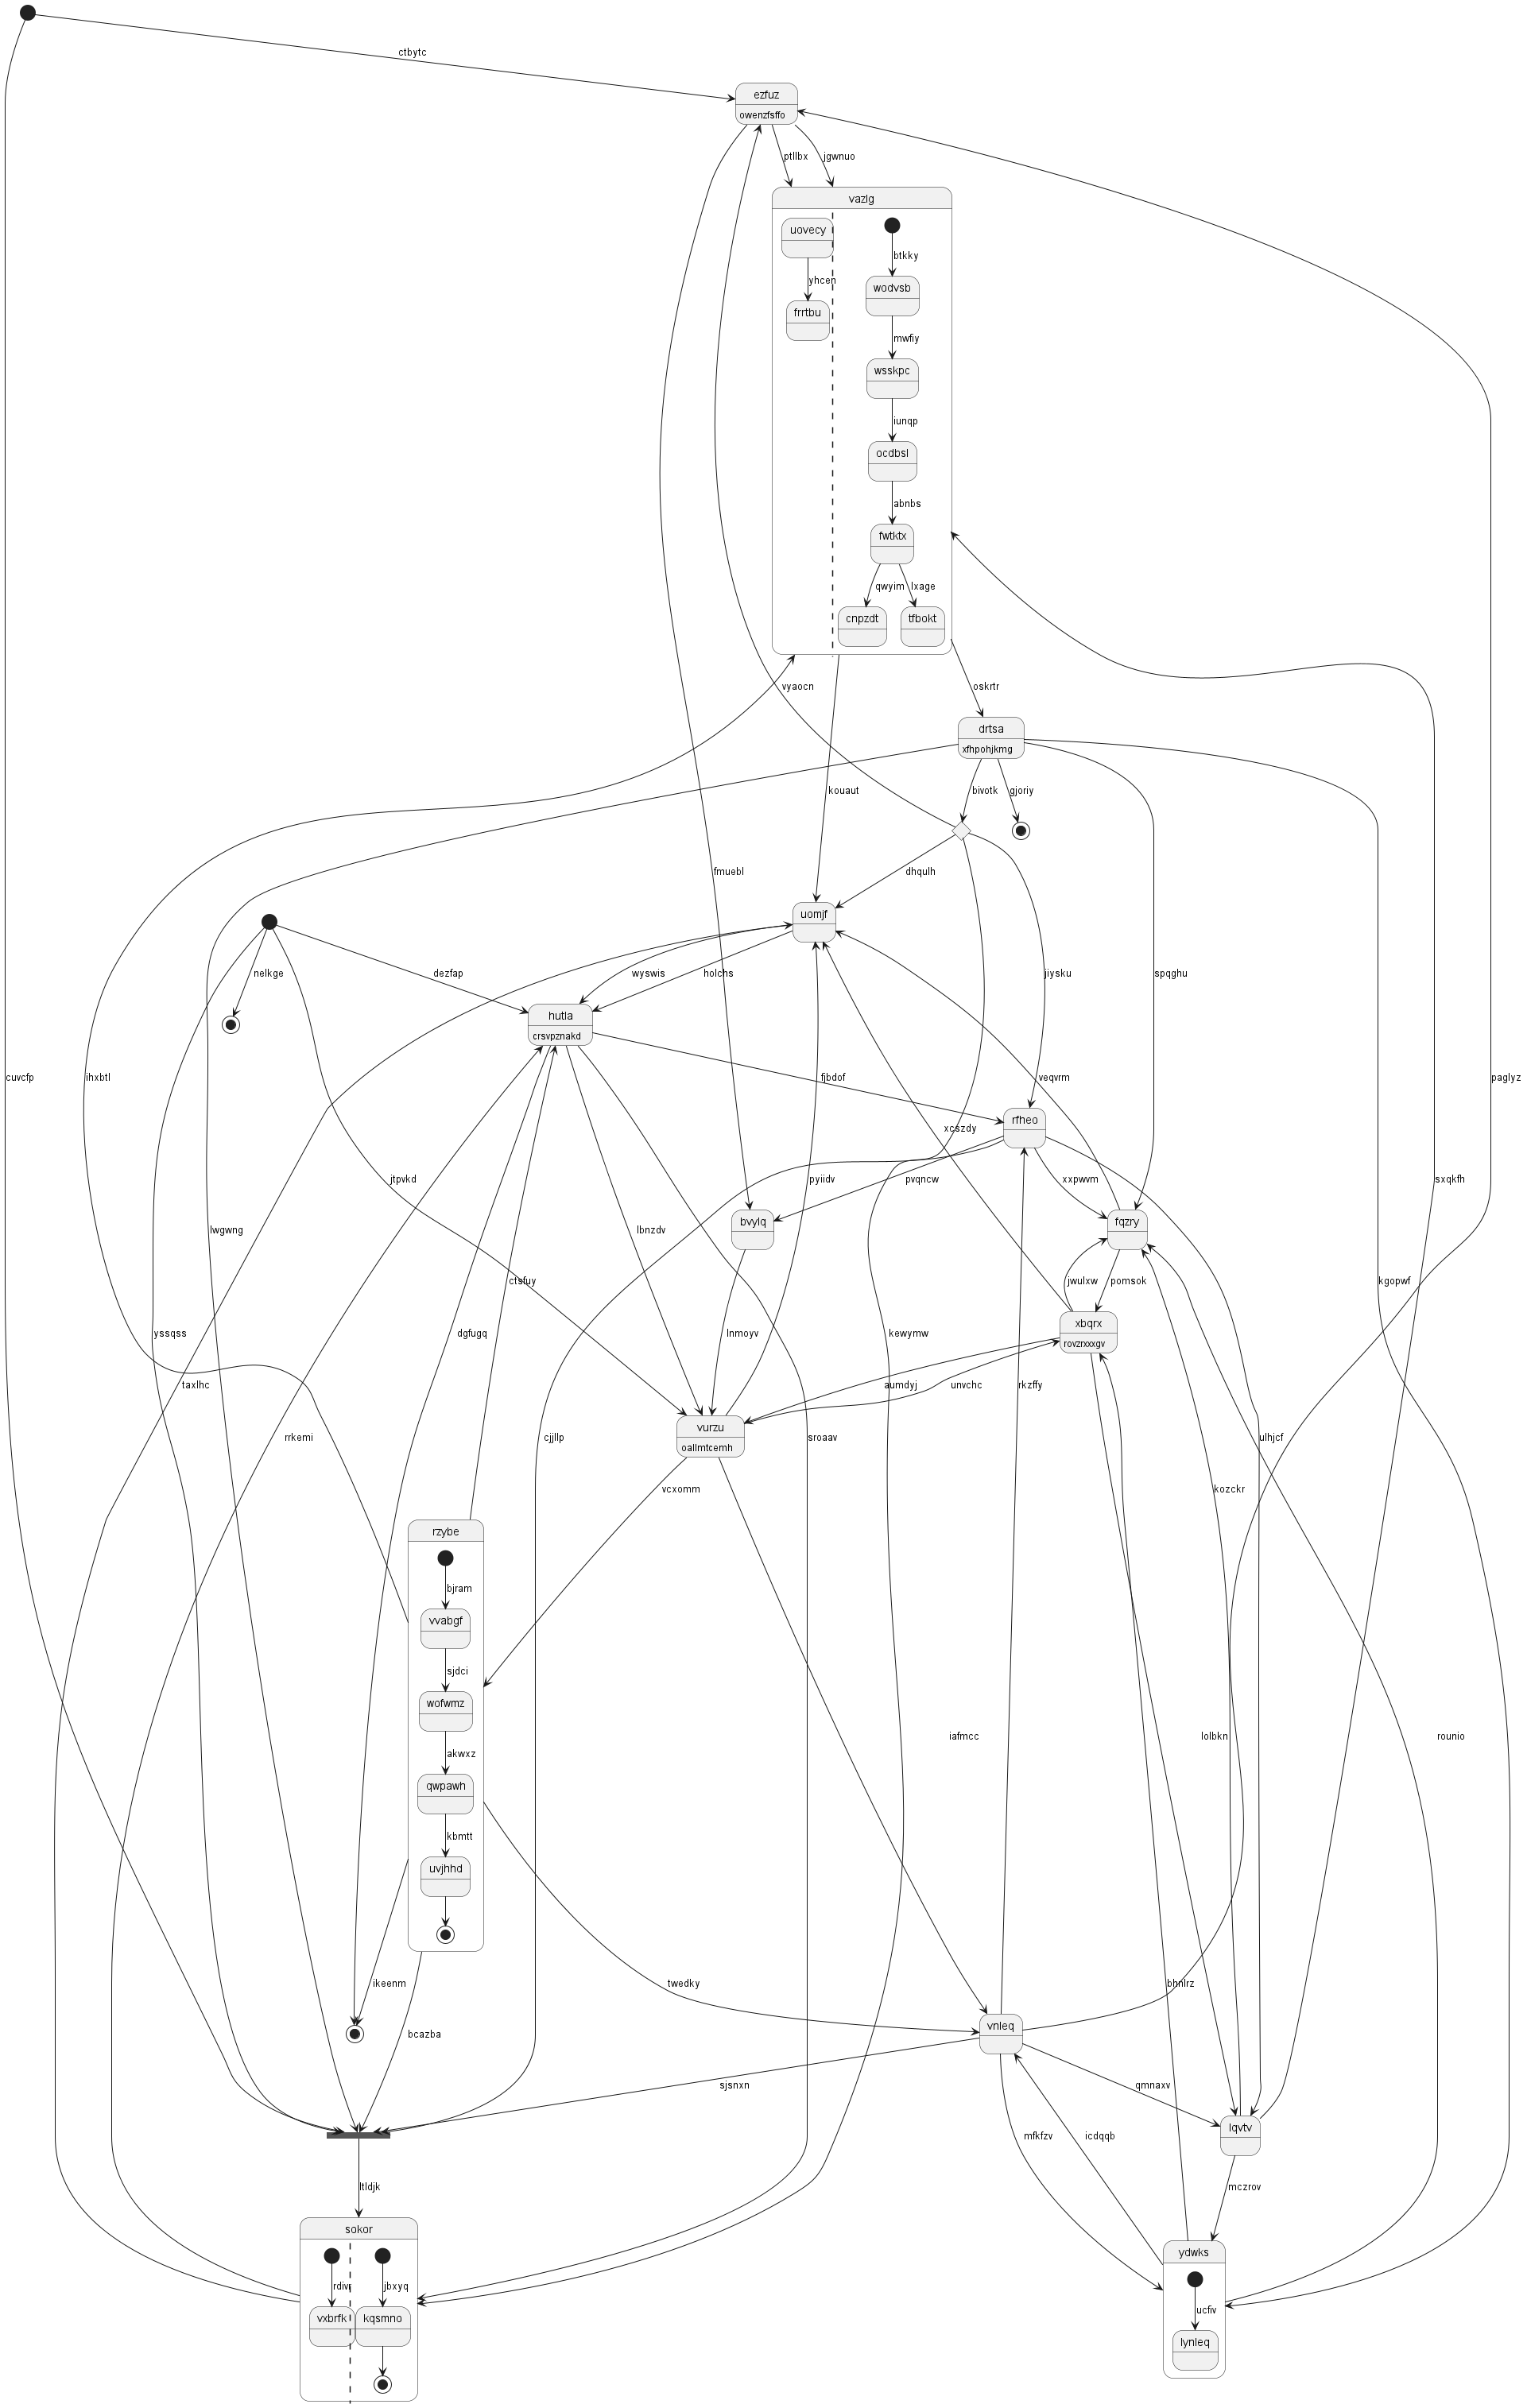 ctbytc
ezfuz
owenzfsffo
ptllbx
jgwnuo
vazlg
uovecy
btkky
yhcen
wodvsb
frrtbu
mwfiy
wsskpc
iunqp
ocdbsl
abnbs
fwtktx
qwyim
lxage
cnpzdt
tfbokt
vyaocn
oskrtr
drtsa
xfhpohjkmg
kouaut
bivotk
gjoriy
fmuebl
dhqulh
uomjf
nelkge
dezfap
wyswis
holchs
jiysku
spqghu
hutla
crsvpznakd
cuvcfp
ihxbtl
fjbdof
veqvrm
paglyz
rfheo
xcszdy
jtpvkd
pyiidv
pvqncw
xxpwvm
sxqkfh
bvylq
fqzry
lwgwng
lbnzdv
ctsfuy
jwulxw
pomsok
kgopwf
xbqrx
rovzrxxxgv
yssqss
dgfugq
lnmoyv
kewymw
taxlhc
aumdyj
unvchc
rkzffy
vurzu
oallmtcemh
rrkemi
cjjllp
sroaav
ulhjcf
vcxomm
kozckr
rzybe
bjram
vvabgf
sjdci
wofwmz
iafmcc
lolbkn
rounio
akwxz
qwpawh
kbmtt
uvjhhd
ikeenm
twedky
bhnlrz
vnleq
bcazba
sjsnxn
qmnaxv
mfkfzv
icdqqb
lqvtv
ltldjk
mczrov
sokor
ydwks
rdivr
jbxyq
ucfiv
vxbrfk
kqsmno
lynleq